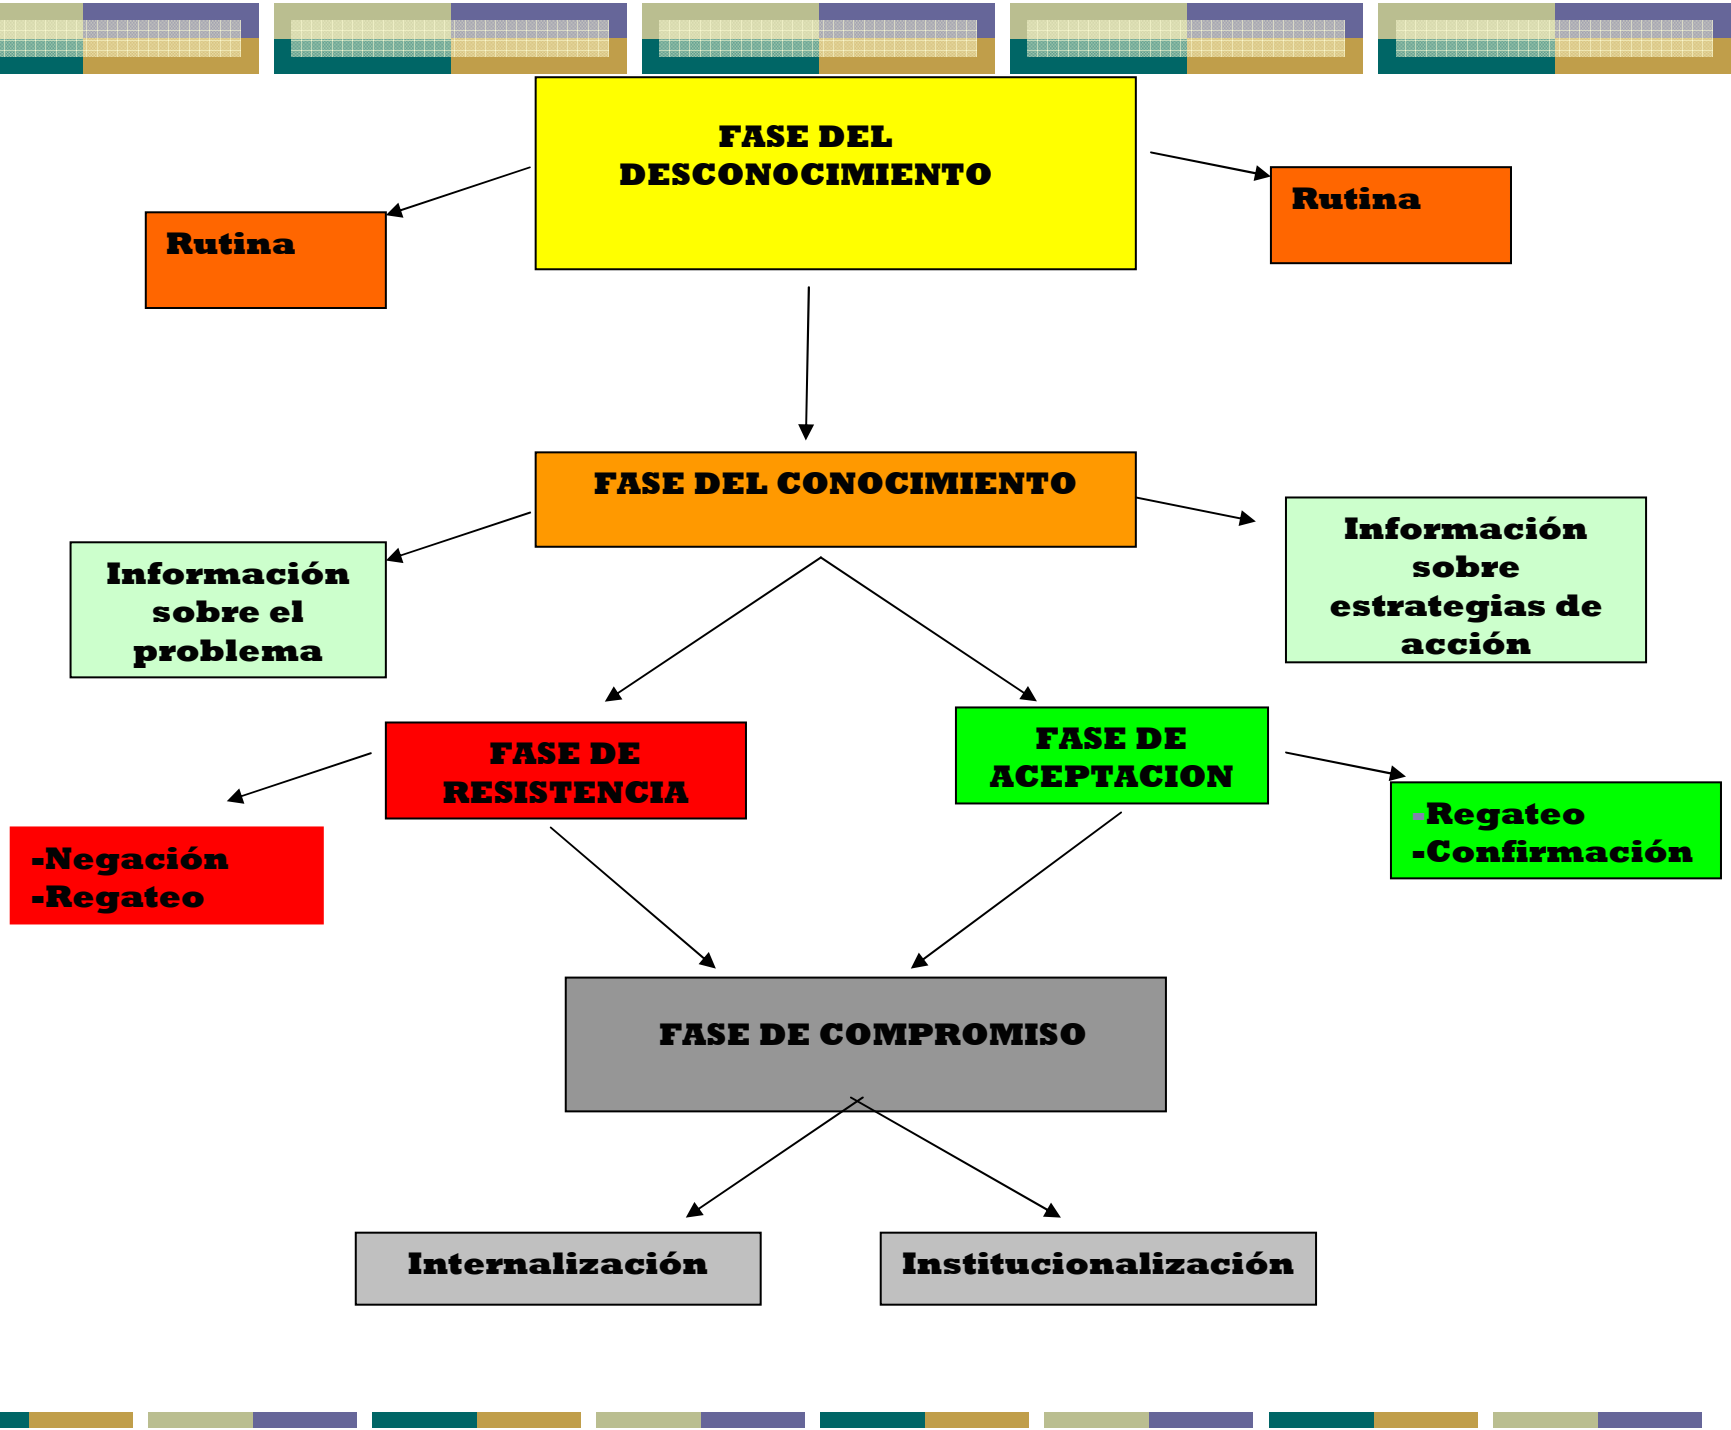 FASE DEL
DESCONOCIMIENTO
Rutina
Rutina
FASE DEL CONOCIMIENTO
Información
sobre el
problema
Información
sobre
estrategias de
acción
FASE DE
RESISTENCIA
FASE DE
ACEPTACION
-Negación
-Regateo
-Regateo
-Confirmación
FASE DE COMPROMISO
Internalización
Institucionalización